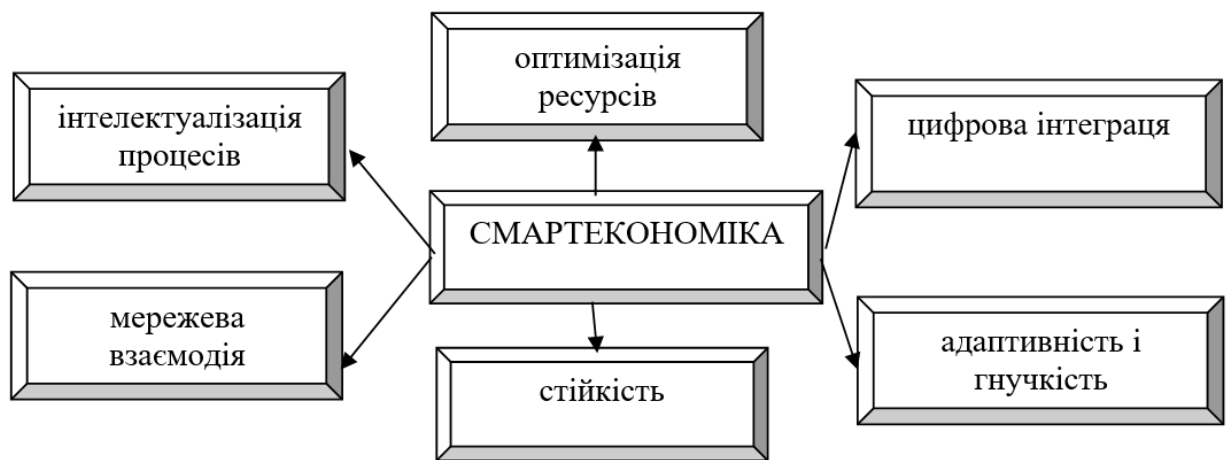 оптимізація
ресурсів
інтелектуалізація
процесів
цифрова інтеграця
СМАРТЕКОНОМІКА
мережева
взаємодія
стійкість
адаптивність і
гнучкість